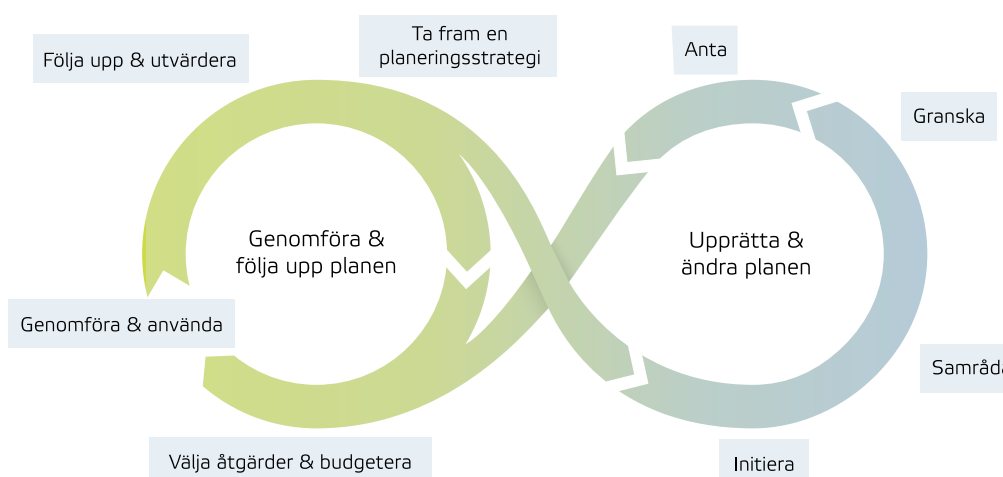 Ta fram en
planeringsstrategi
Anta
Följa upp & utvärdera
Granska
Genomföra &
följa upp planen
Upprätta &
ändra planen
Genomföra & använda
Samråda
Välja åtgärder & budgetera
Initiera